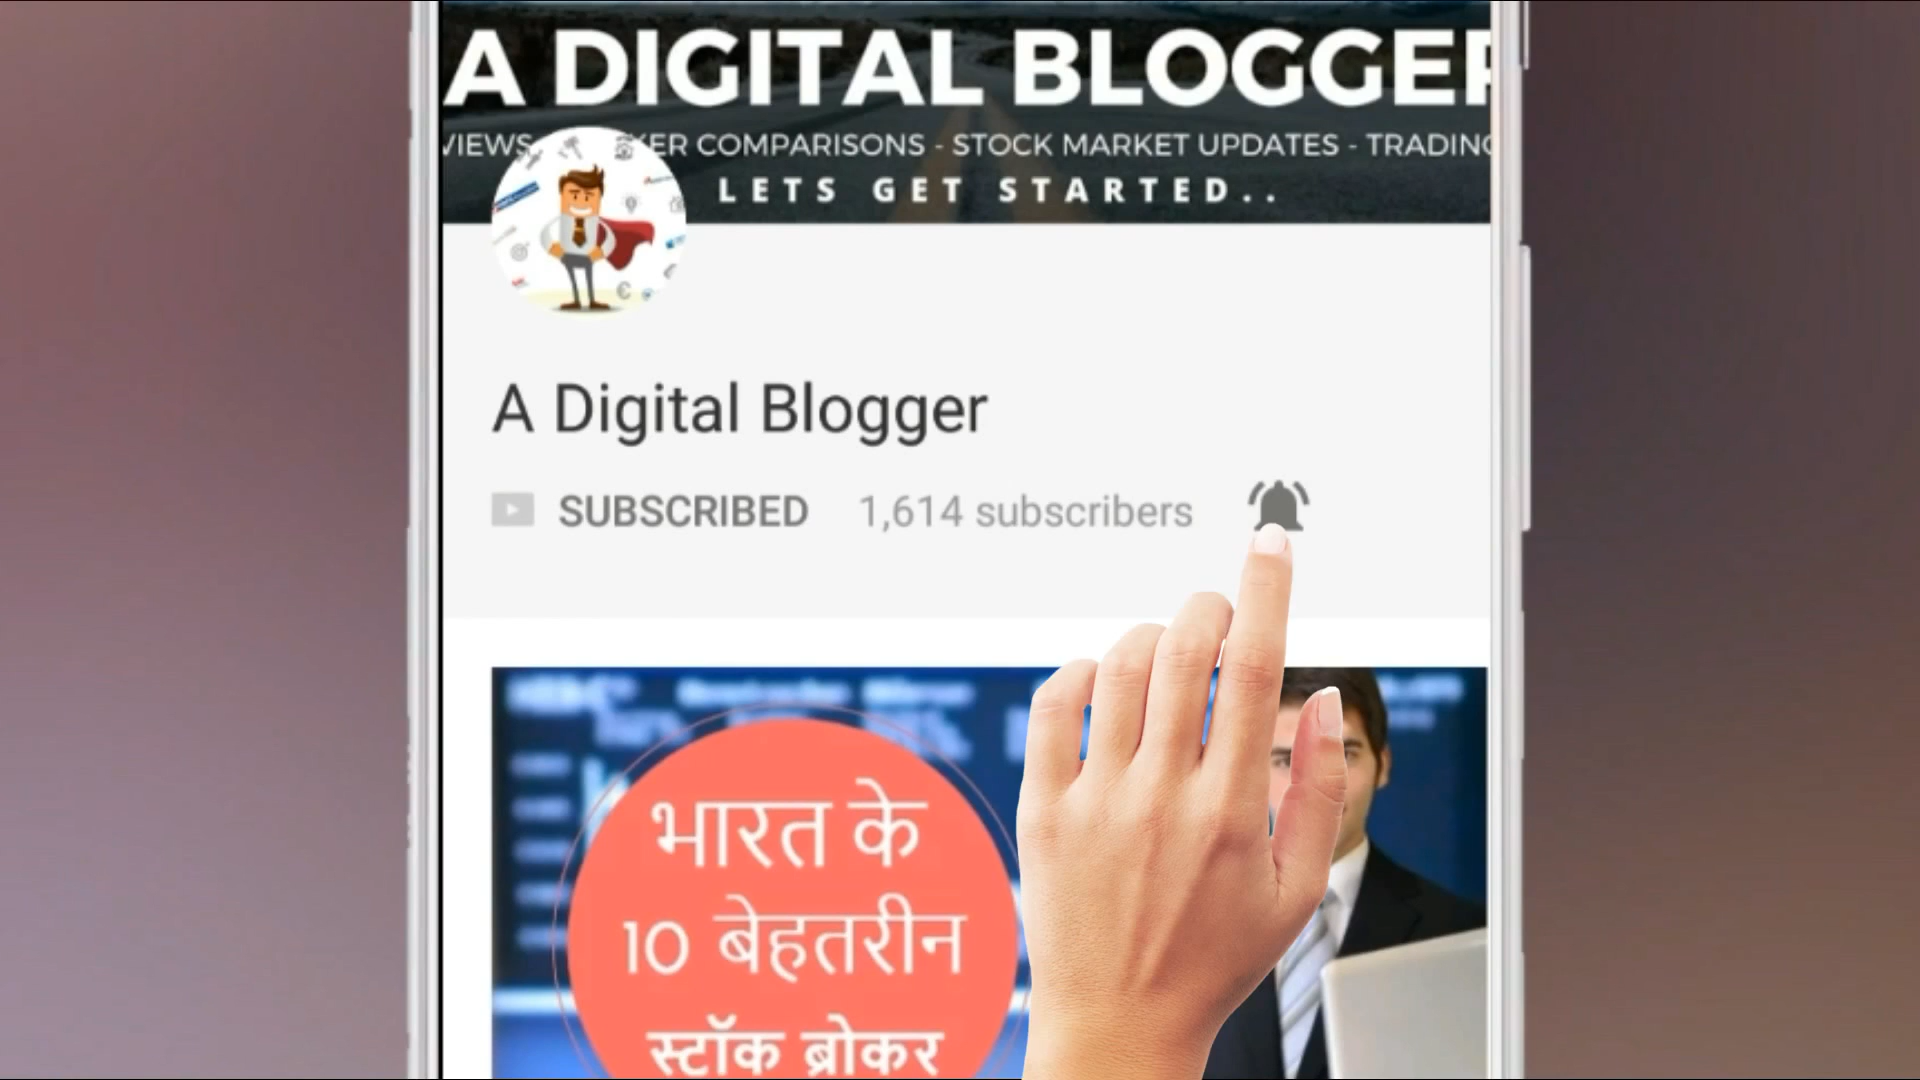 A DIGITAL BLOGGER
COMPARISONS - STOCK MARKET UPDATES - TRADING
LETS GET STARTED..
A Digital Blogger
SUBSCRIBED 1,614 subscribers
भारत के
10 बेहतरीन
स्टॉक ब्रोकर